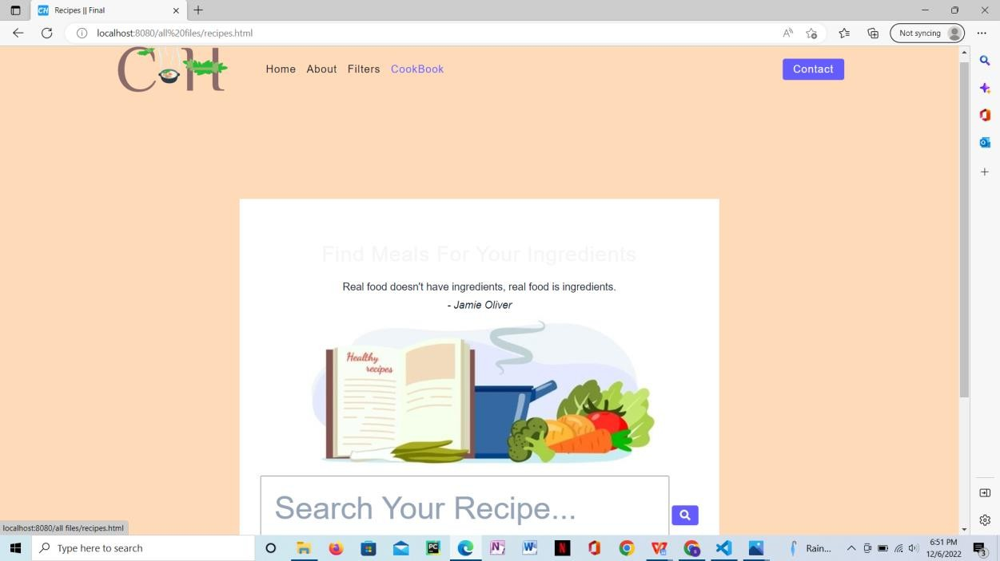 Recipes || Final
localhost:8080/all%20files/recipes.html
Not syncing
Home About Filters CookBook
Contact
Find Meals For Your Ingredients
Real food doesn't have ingredients, real food is ingredients.
- Jamie Oliver
Healthy
recipes
Search Your Recipe...
localhost:8080/all files/recipes.html
Type here to search
Rain...
6:51 PM
12/6/2022
3